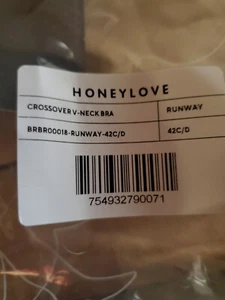 HONEYLOVE
CROSSOVER V-NECK BRA RUNWAY
BRBR00018-RUNWAY-42C/D 42C/D
754932790071